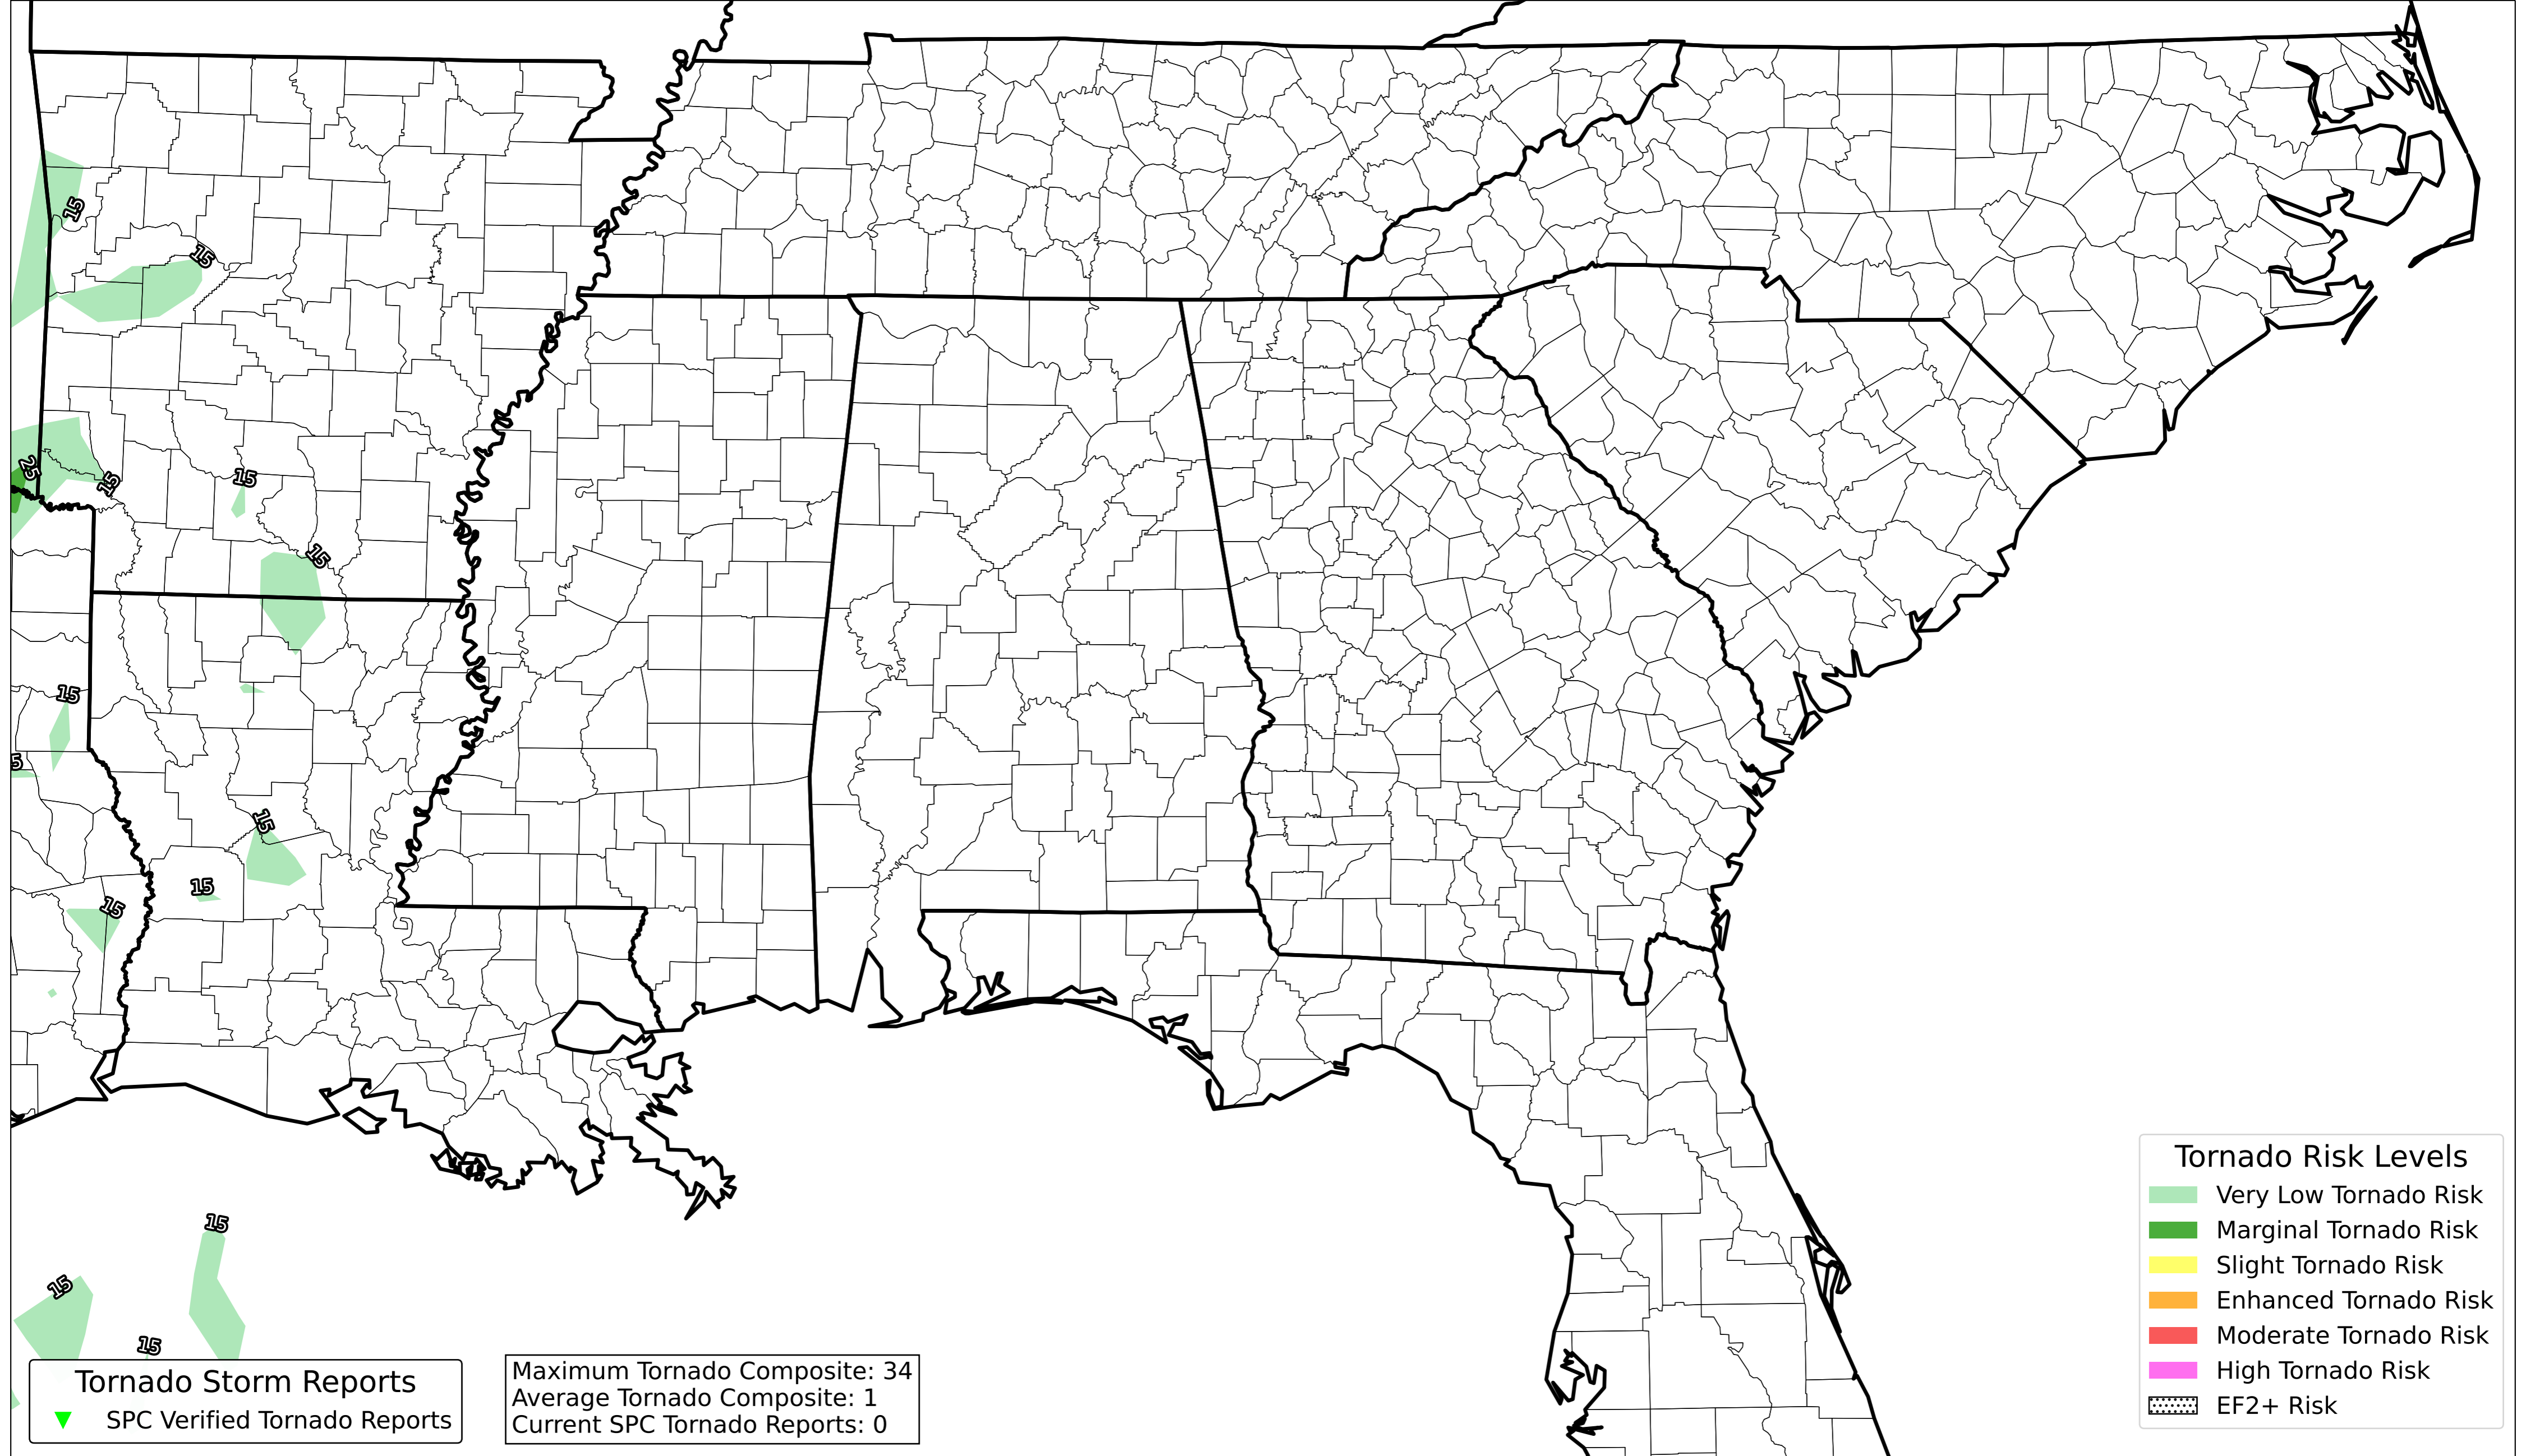 15
15
25
15
15
15
15
5
15
15
15
15
15
15
Tornado Storm Reports
SPC Verified Tornado Reports
Maximum Tornado Composite: 34
Average Tornado Composite: 1
Current SPC Tornado Reports: 0
Tornado Risk Levels
Very Low Tornado Risk
Marginal Tornado Risk
Slight Tornado Risk
Enhanced Tornado Risk
Moderate Tornado Risk
High Tornado Risk
EF2+ Risk